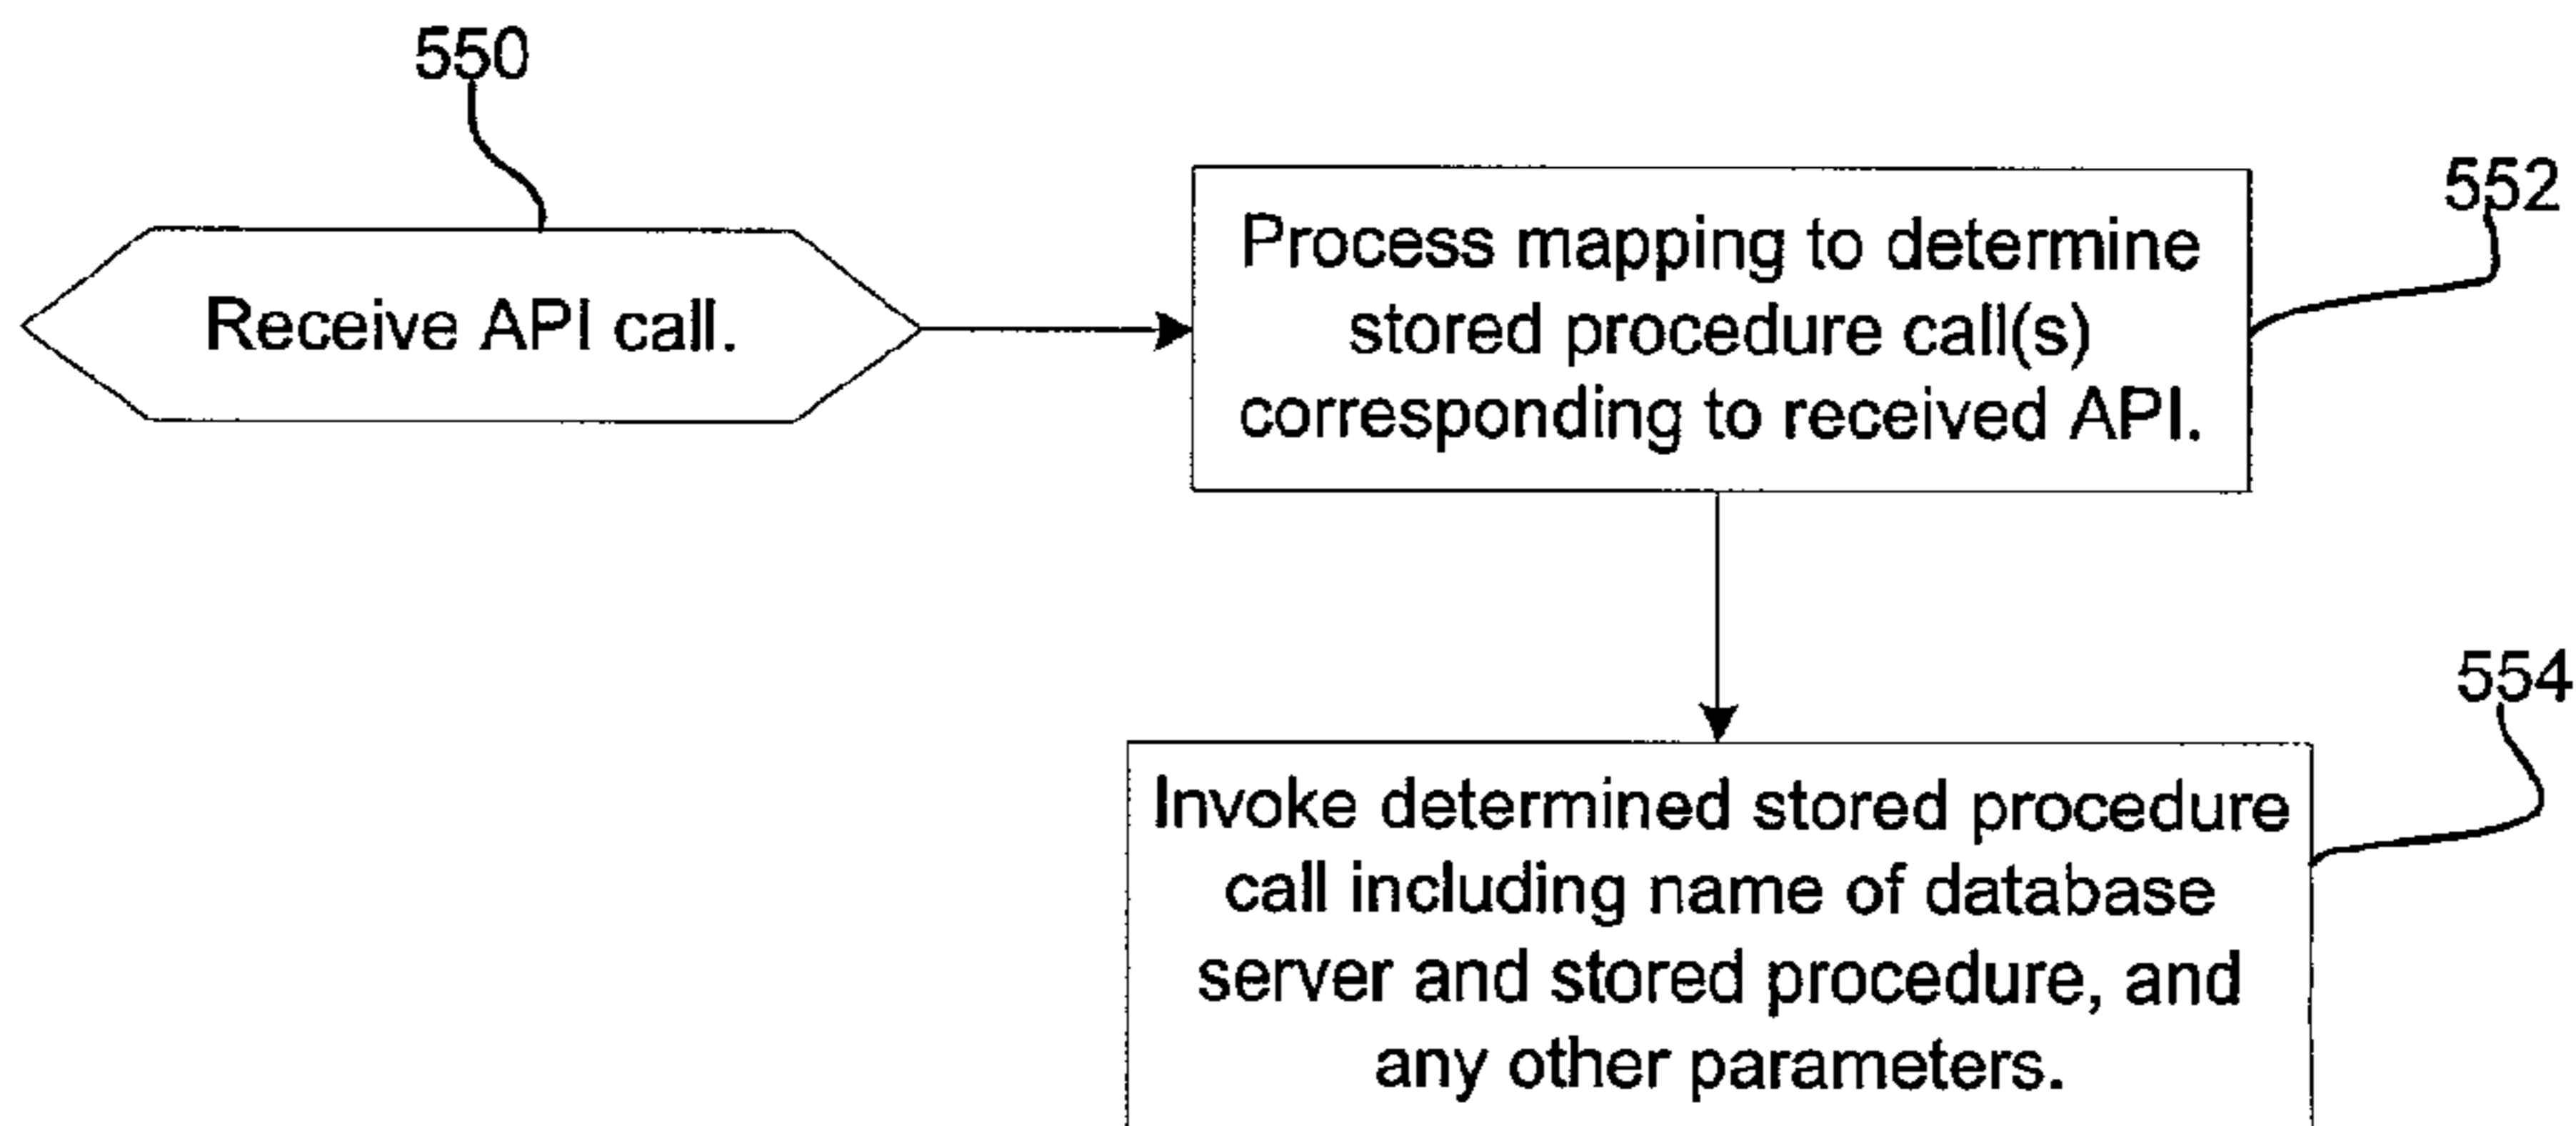 550
Receive API call.
552
Process mapping to determine
stored procedure call(s)
corresponding to received API.
554
Invoke determined stored procedure
call including name of database
server and stored procedure, and
any other parameters.